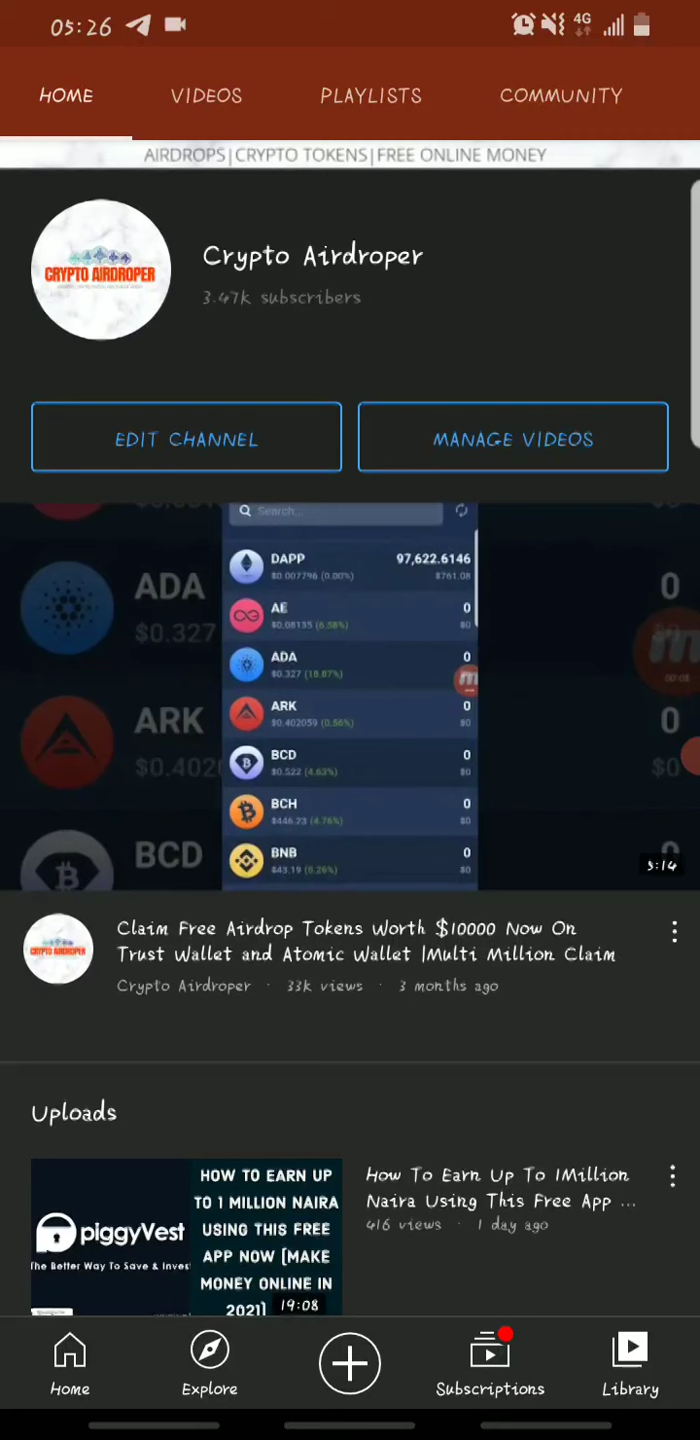 05:26
4G
HOME VIDEOS PLAYLISTS COMMUNITY
AIRDROPS|CRYPTO TOKENS|FREE ONLINE MONEY
CRYPTO AIRDROPER
Crypto Airdroper
3.47k subscribers
EDIT CHANNEL MANAGE VIDEOS
Search...
DAPP 97,622.6146
$0.007796 (0.00%) $761.08
AE 0
$0.08135 (6.58%) $0
ADA 0
$0.327
ADA 0
$0.327 (18.87%) $0
ARK 0
$0.402
ARK 0
$0.402059 (0.56%) $0
$0
BCD 0
$0.522 (4.63%) $0
BCH 0
$446.23 (4.76%) $0
BCD 0
BNB 0
$43.19 (5.26%) $0
3:14
CRYPTO AIRDROPER
Claim Free Airdrop Tokens Worth $10000 Now On
Trust Wallet and Atomic Wallet |Multi Million Claim
Crypto Airdroper · 33k views · 3 months ago
Uploads
piggyVest
The Better Way To Save & Inves
HOW TO EARN UP
TO 1 MILLION NAIRA
USING THIS FREE
APP NOW [MAKE
MONEY ONLINE IN
2021]
19:08
How To Earn Up To 1Million
Naira Using This Free App ...
416 views · 1 day ago
Home Explore Subscriptions Library